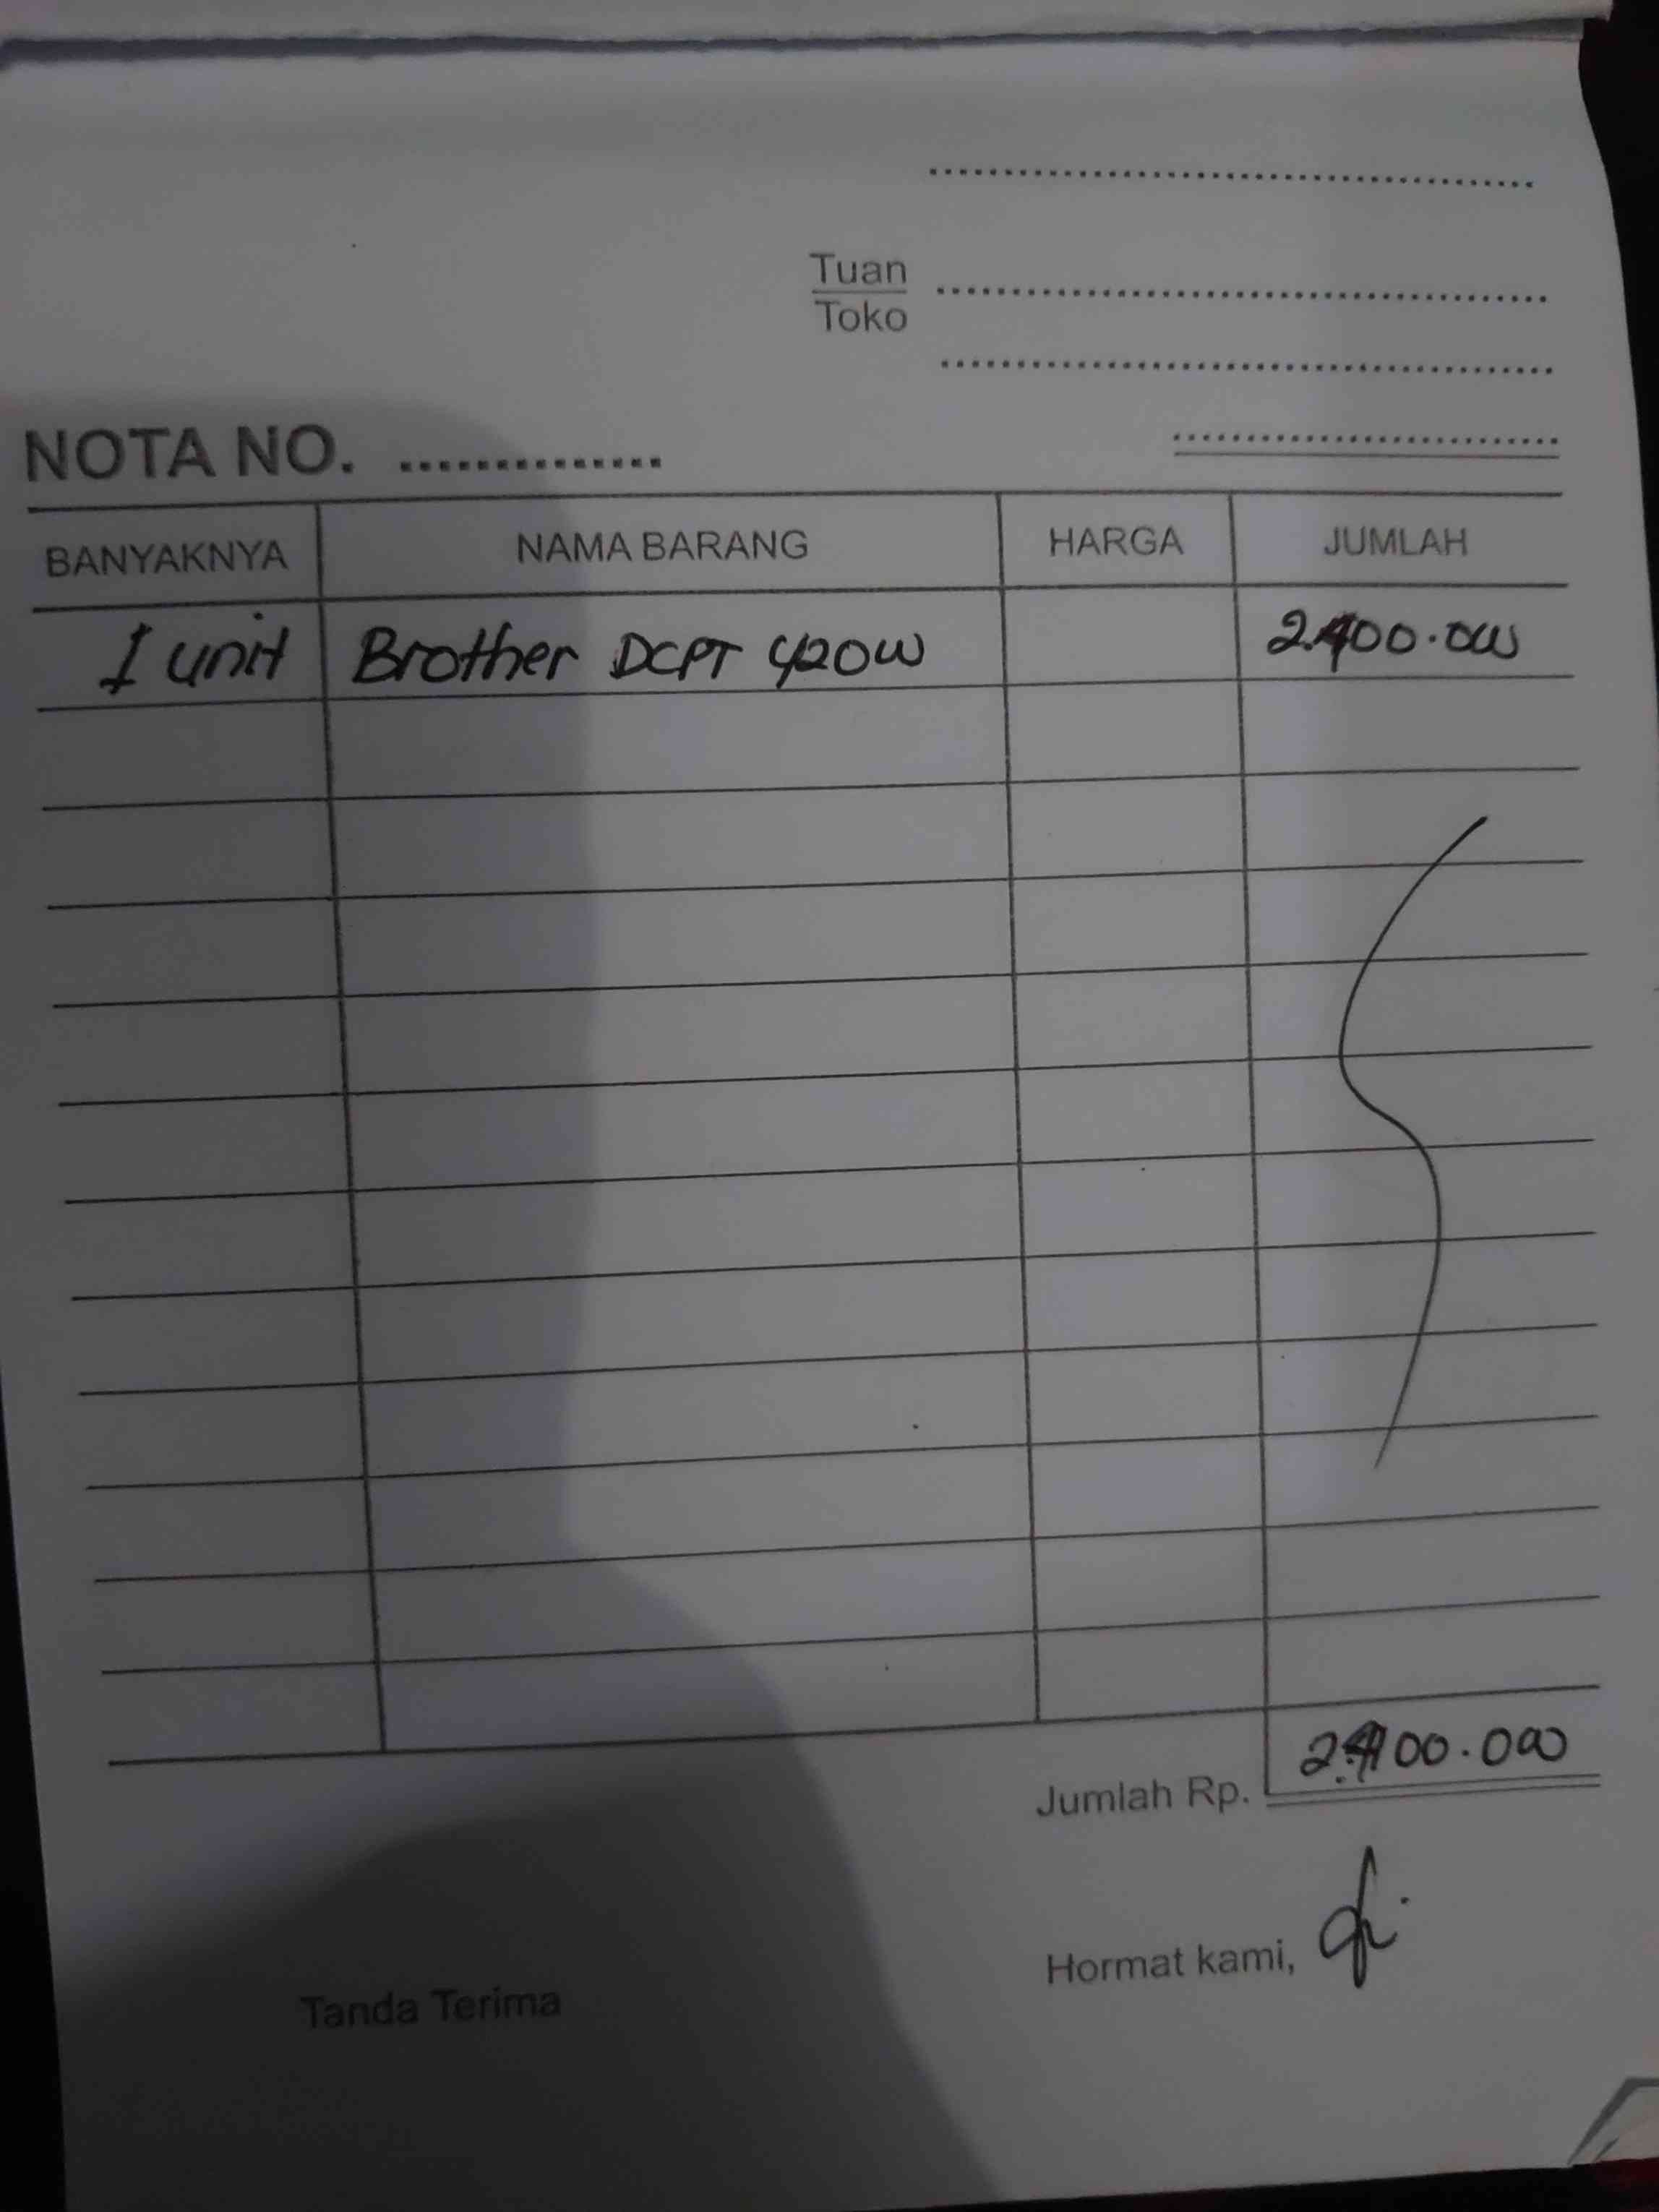 Tuan
Toko
NOTA NO.
BANYAKNYA NAMA BARANG HARGA JUMLAH
1 unit Brother DCPT 420W 2.400.000
Jumlah Rp. 2.400.000
Hormat kami,
Tanda Terima